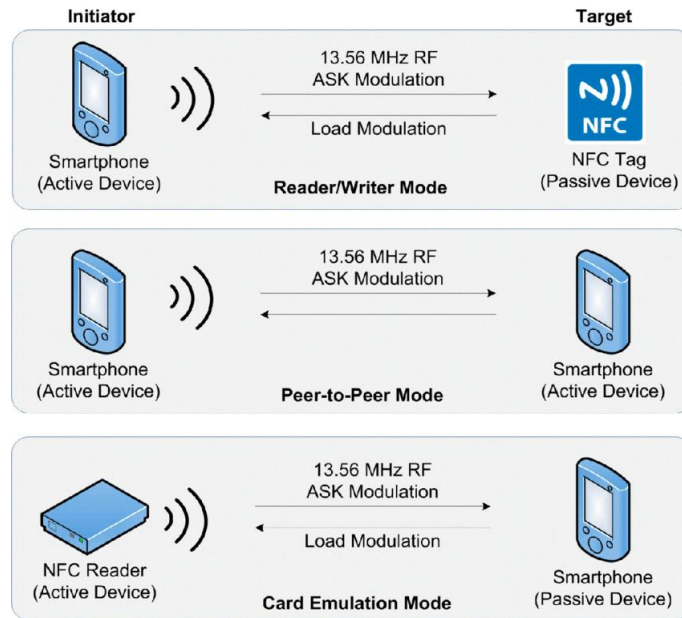 Initiator
Target
13.56 MHz RF
ASK Modulation
Load Modulation
NFC
Smartphone
(Active Device)
NFC Tag
(Passive Device)
Reader/Writer Mode
13.56 MHz RF
ASK Modulation
Smartphone
(Active Device)
Smartphone
(Active Device)
Peer-to-Peer Mode
13.56 MHz RF
ASK Modulation
Load Modulation
NFC Reader
(Active Device)
Smartphone
(Passive Device)
Card Emulation Mode